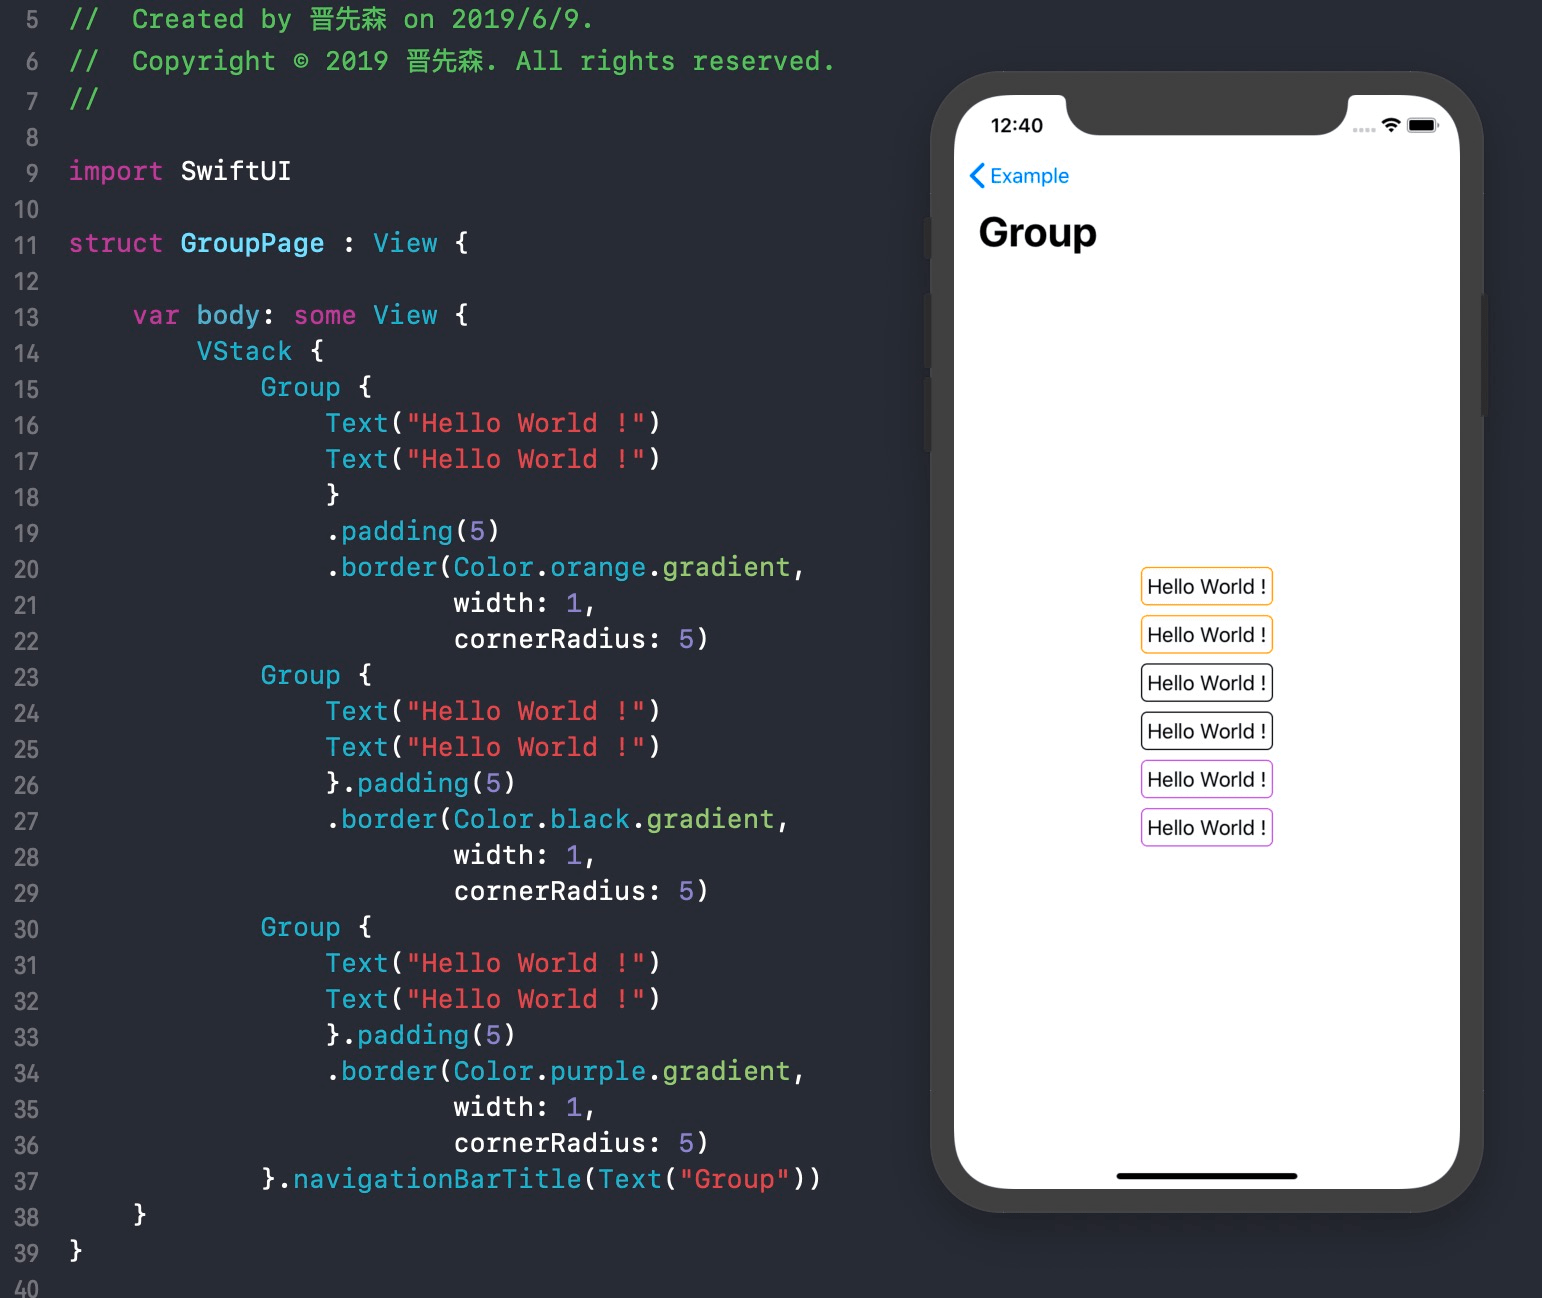 5 //  Created by 晋先森 on 2019/6/9.
6 //  Copyright © 2019 晋先森. All rights reserved.
7 //
8
9 import SwiftUI
10
11 struct GroupPage : View {
12
13     var body: some View {
14         VStack {
15             Group {
16                 Text("Hello World !")
17                 Text("Hello World !")
18                 }
19                 .padding(5)
20                 .border(Color.orange.gradient,
21                         width: 1,
22                         cornerRadius: 5)
23             Group {
24                 Text("Hello World !")
25                 Text("Hello World !")
26                 }.padding(5)
27                 .border(Color.black.gradient,
28                         width: 1,
29                         cornerRadius: 5)
30             Group {
31                 Text("Hello World !")
32                 Text("Hello World !")
33                 }.padding(5)
34                 .border(Color.purple.gradient,
35                         width: 1,
36                         cornerRadius: 5)
37             }.navigationBarTitle(Text("Group"))
38     }
39 }
40
12:40
Example
Group
Hello World !
Hello World !
Hello World !
Hello World !
Hello World !
Hello World !